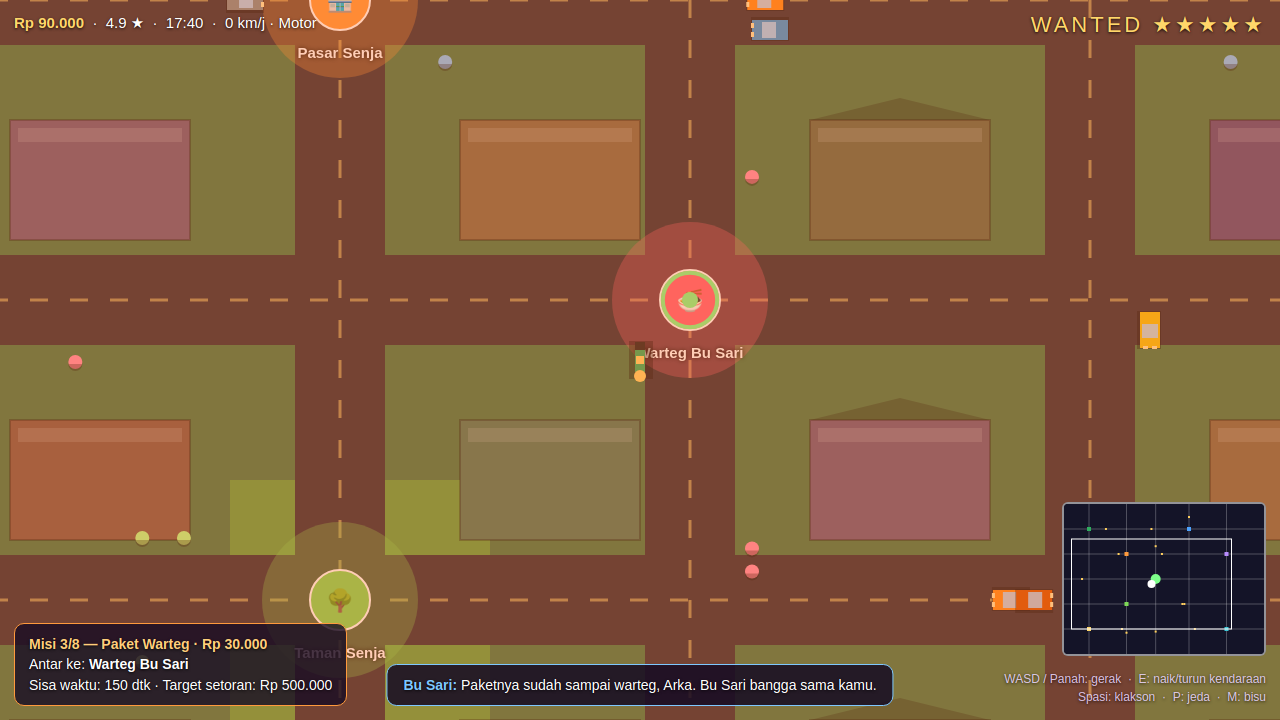 Rp 90.000 · 4.9 ★ · 17:40 · 0 km/j · Motor
WANTED ★★★★★
Pasar Senja
Warteg Bu Sari
Taman Senja
Misi 3/8 — Paket Warteg · Rp 30.000
Antar ke: Warteg Bu Sari
Sisa waktu: 150 dtk · Target setoran: Rp 500.000
Bu Sari: Paketnya sudah sampai warteg, Arka. Bu Sari bangga sama kamu.
WASD / Panah: gerak · E: naik/turun kendaraan
Spasi: klakson · P: jeda · M: bisu